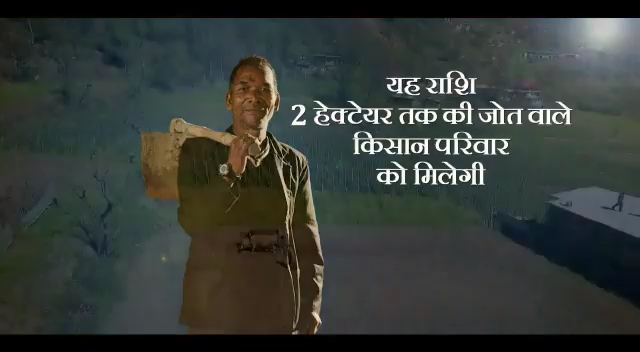 यह राशि
2 हेक्टेयर तक की जोत वाले
किसान परिवार
को मिलेगी